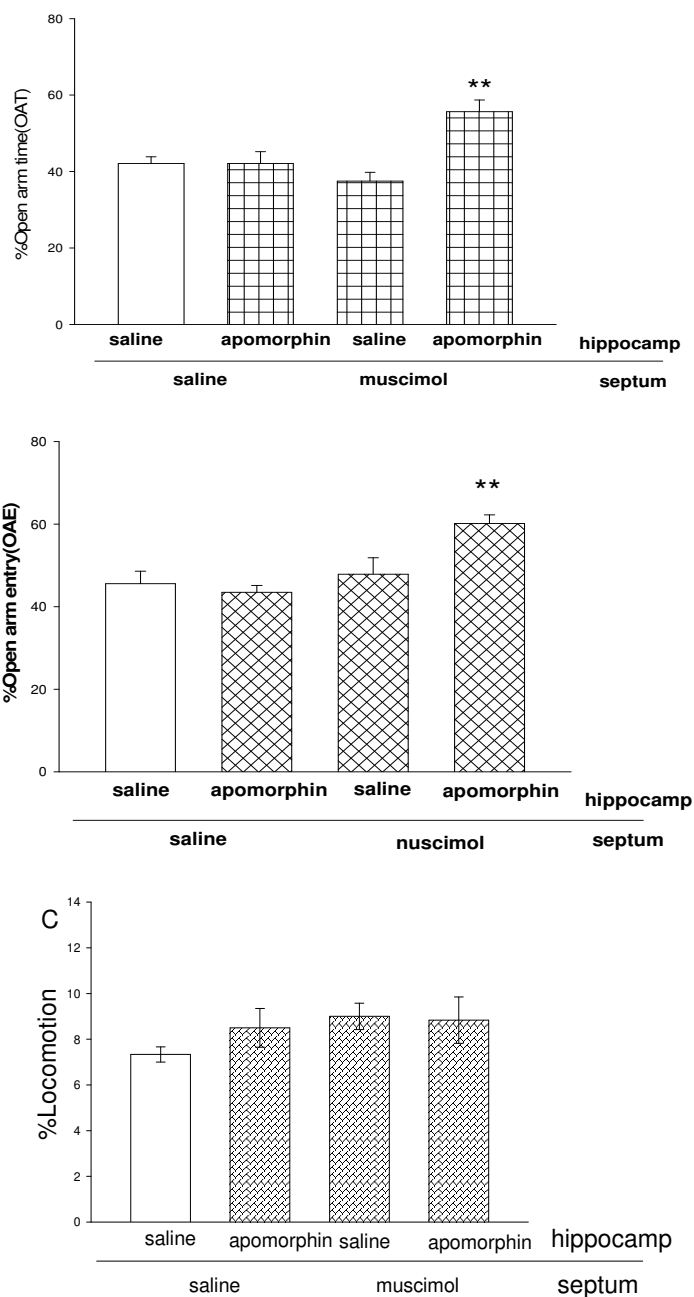 80
60
40
20
0
%Open arm time(OAT)
**
saline apomorphin saline apomorphin hippocamp
saline muscimol septum
80
60
40
20
0
%Open arm entry(OAE)
**
saline apomorphin saline apomorphin hippocamp
saline nuscimol septum
C
14
12
10
8
6
4
2
0
%Locomotion
saline apomorphin saline apomorphin hippocamp
saline muscimol septum